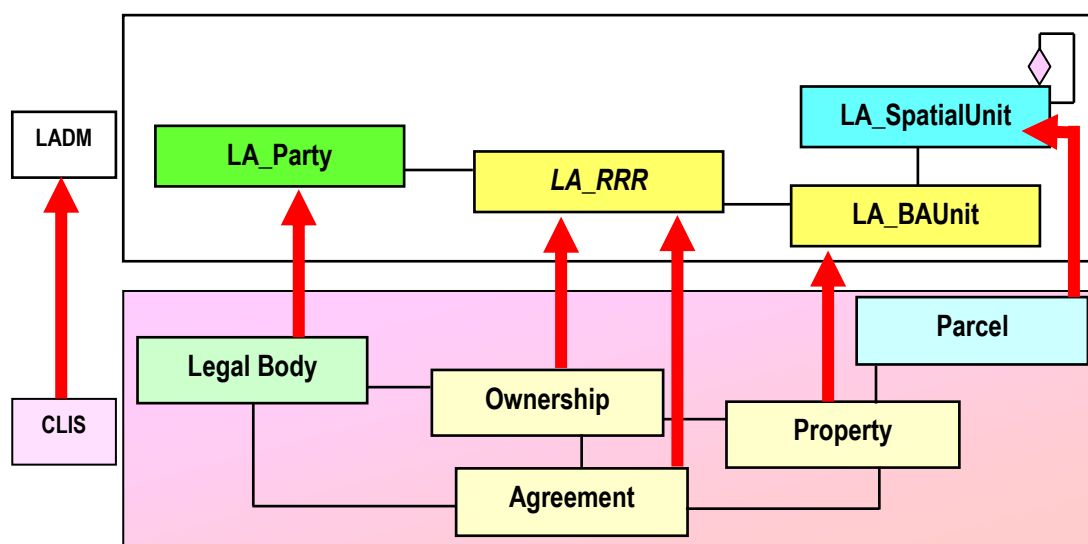 LA_SpatialUnit
LADM
LA_Party
LA_RRR
LA_BAUnit
Parcel
Legal Body
Ownership
CLIS
Property
Agreement